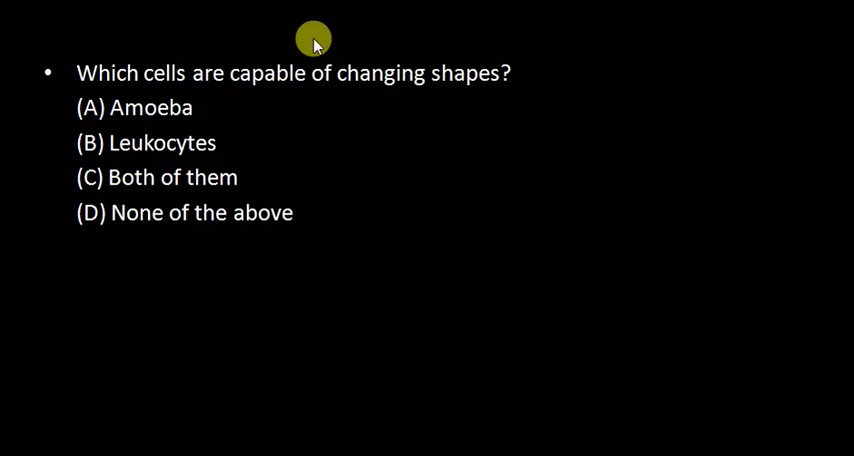 • Which cells are capable of changing shapes?
(A) Amoeba
(B) Leukocytes
(C) Both of them
(D) None of the above